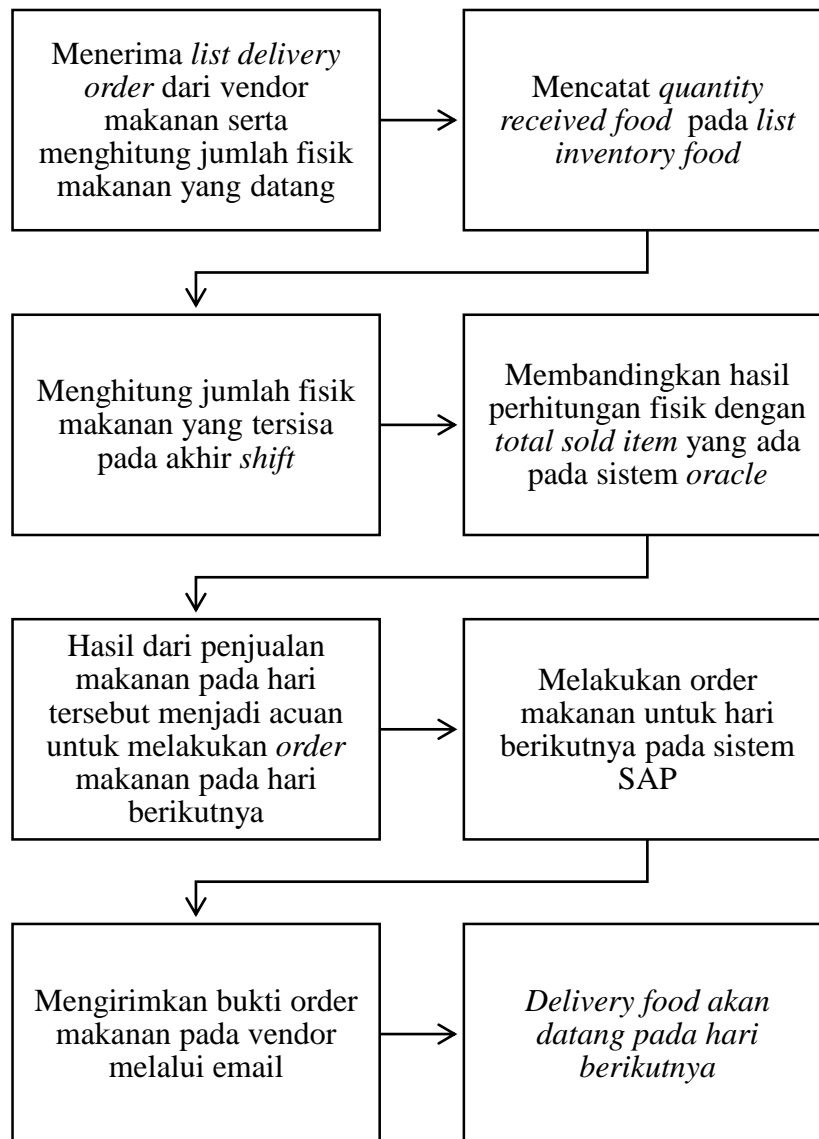 Menerima list delivery
order dari vendor
makanan serta
menghitung jumlah fisik
makanan yang datang
Mencatat quantity
received food pada list
inventory food
Menghitung jumlah fisik
makanan yang tersisa
pada akhir shift
Membandingkan hasil
perhitungan fisik dengan
total sold item yang ada
pada sistem oracle
Hasil dari penjualan
makanan pada hari
tersebut menjadi acuan
untuk melakukan order
makanan pada hari
berikutnya
Melakukan order
makanan untuk hari
berikutnya pada sistem
SAP
Mengirimkan bukti order
makanan pada vendor
melalui email
Delivery food akan
datang pada hari
berikutnya